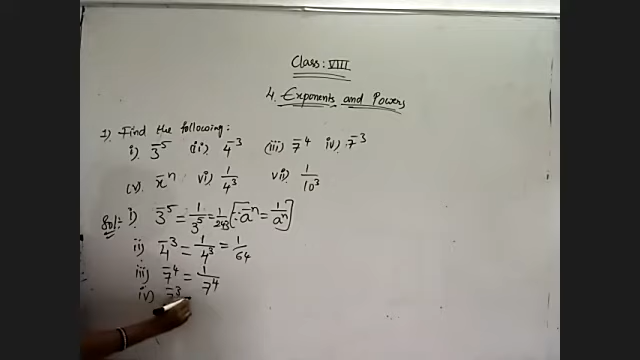 Class: VIII
4. Exponents and Powers
1) Find the following:
i) 3⁻⁵ (ii) 4⁻³ (iii) 7⁻⁴ iv) 7⁻³
(v) x⁻ⁿ vi) 1/4³ vii) 1/10³
Sol:- i) 3⁻⁵ = 1/3⁵ = 1/243 [∵ a⁻ⁿ = 1/aⁿ]
ii) 4⁻³ = 1/4³ = 1/64
iii) 7⁻⁴ = 1/7⁴
iv) 7⁻³ =